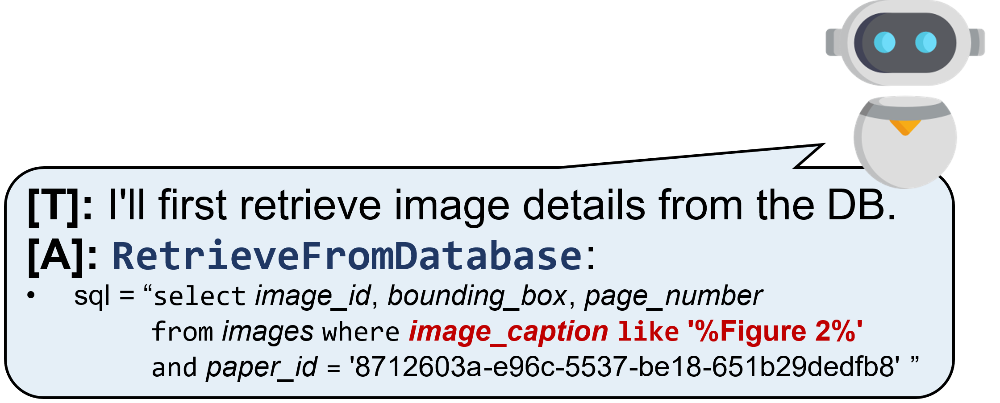 [T]: I'll first retrieve image details from the DB.
[A]: RetrieveFromDatabase:
• sql = “select image_id, bounding_box, page_number
from images where image_caption like '%Figure 2%'
and paper_id = '8712603a-e96c-5537-be18-651b29dedfb8' ”